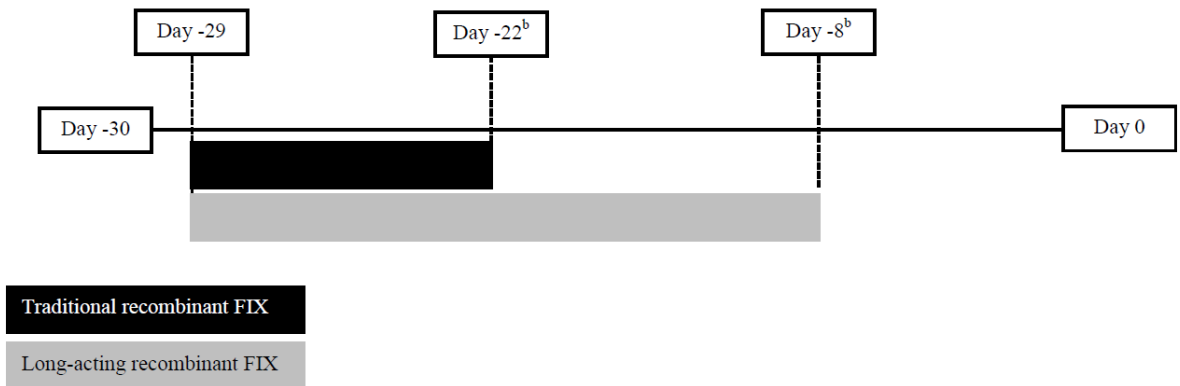 Day -29
Day -22ᵇ
Day -8ᵇ
Day -30
Day 0
Traditional recombinant FIX
Long-acting recombinant FIX